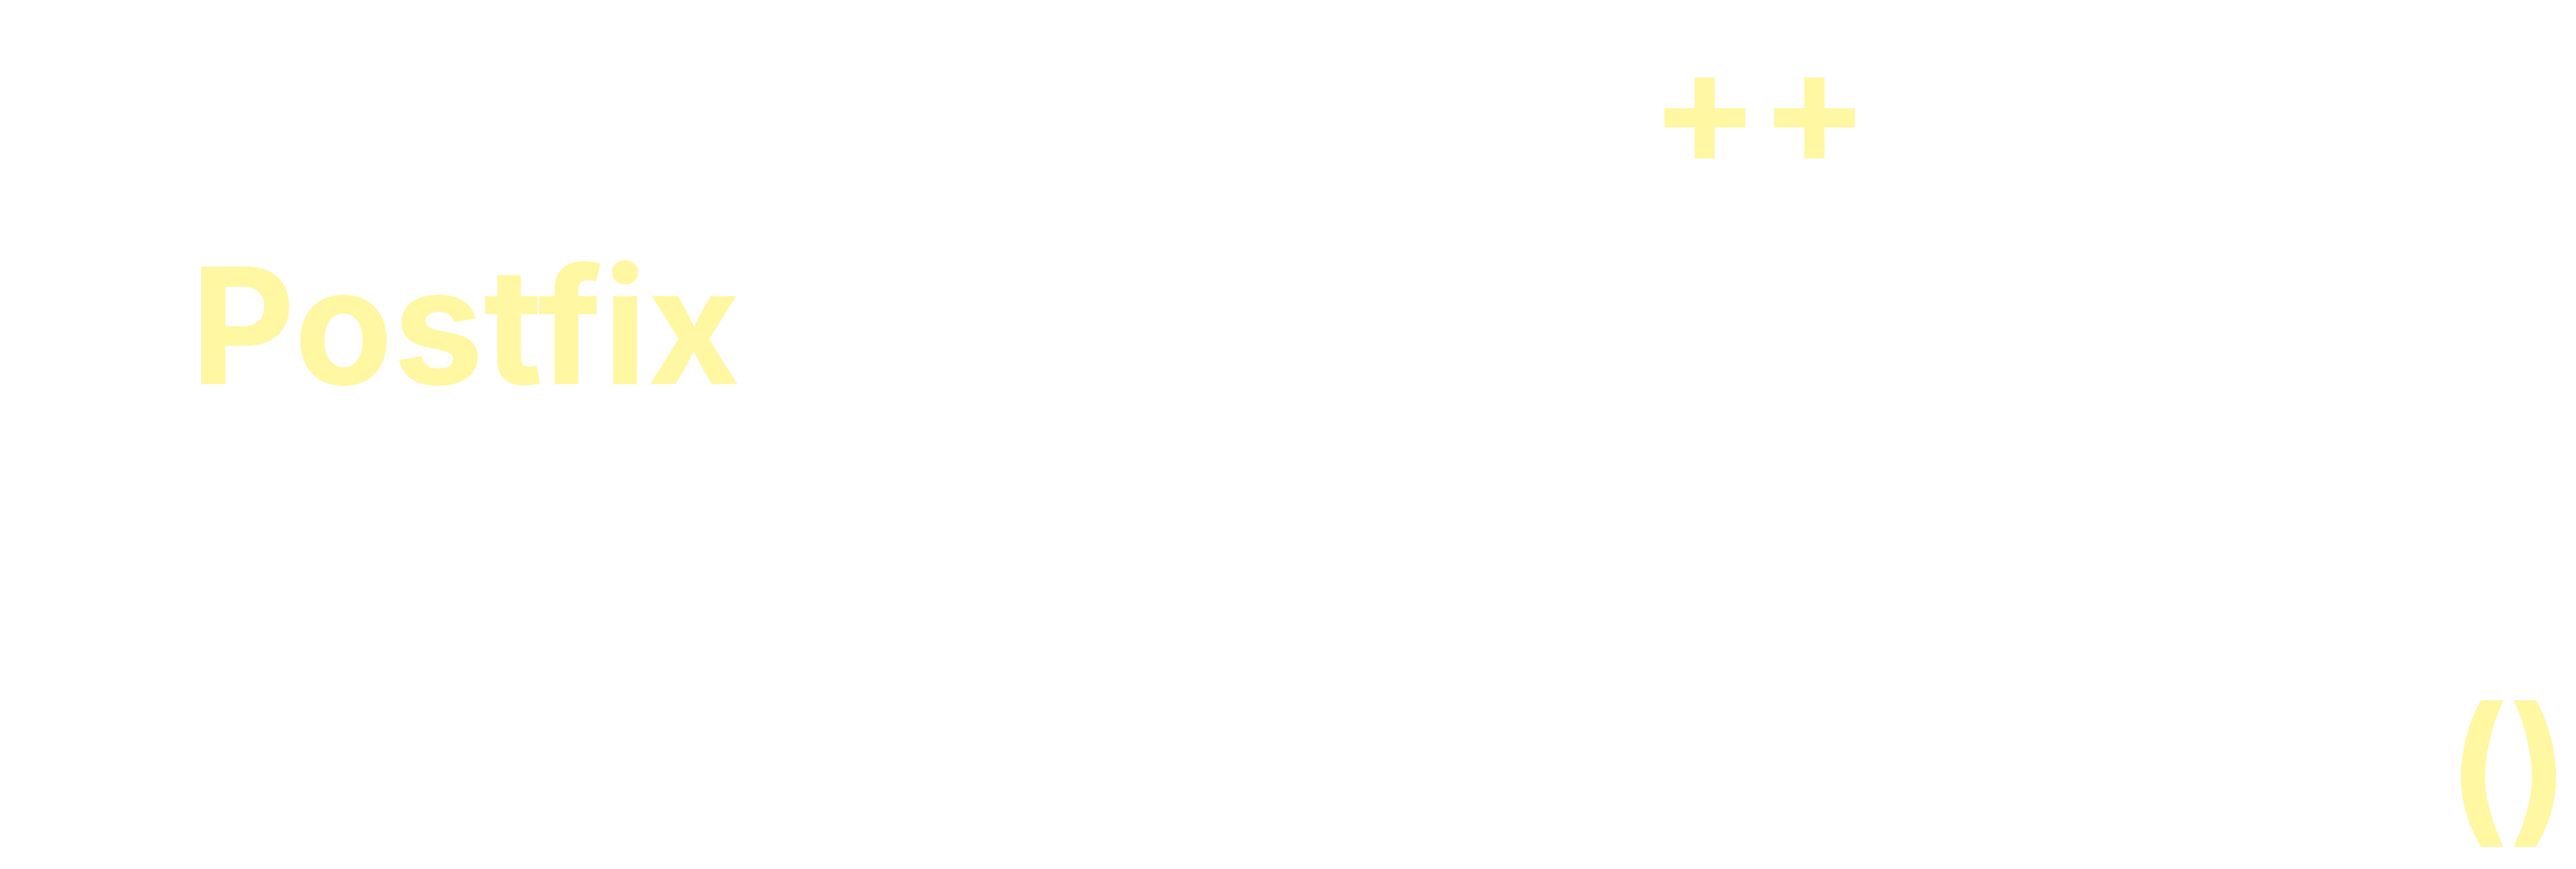 ++
Postfix
()